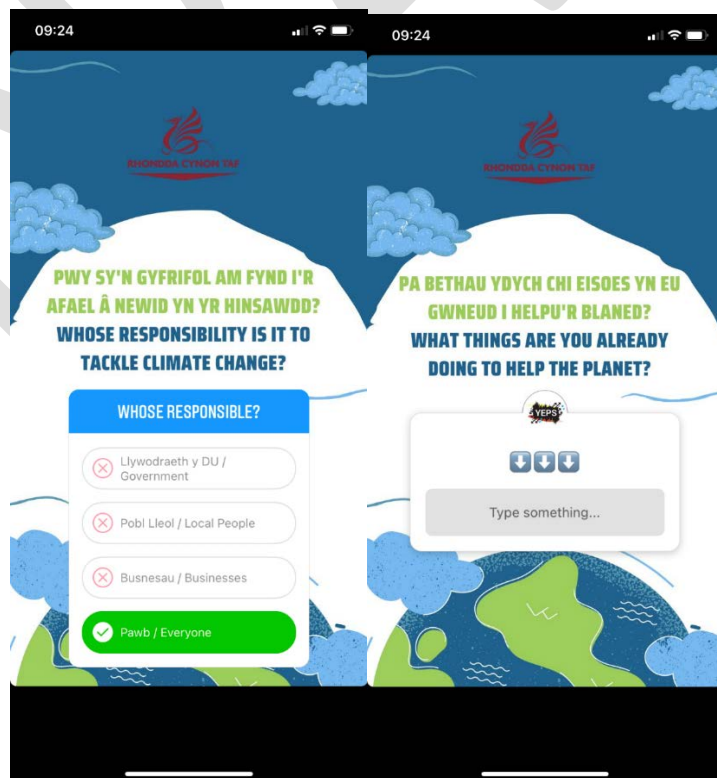 09:24
RHONDDA CYNON TAF
PWY SY'N GYFRIFOL AM FYND I'R
AFAEL Â NEWID YN YR HINSAWDD?
WHOSE RESPONSIBILITY IS IT TO
TACKLE CLIMATE CHANGE?
WHOSE RESPONSIBLE?
Llywodraeth y DU /
Government
Pobl Lleol / Local People
Busnesau / Businesses
Pawb / Everyone
09:24
RHONDDA CYNON TAF
PA BETHAU YDYCH CHI EISOES YN EU
GWNEUD I HELPU'R BLANED?
WHAT THINGS ARE YOU ALREADY
DOING TO HELP THE PLANET?
YEPS
Type something...